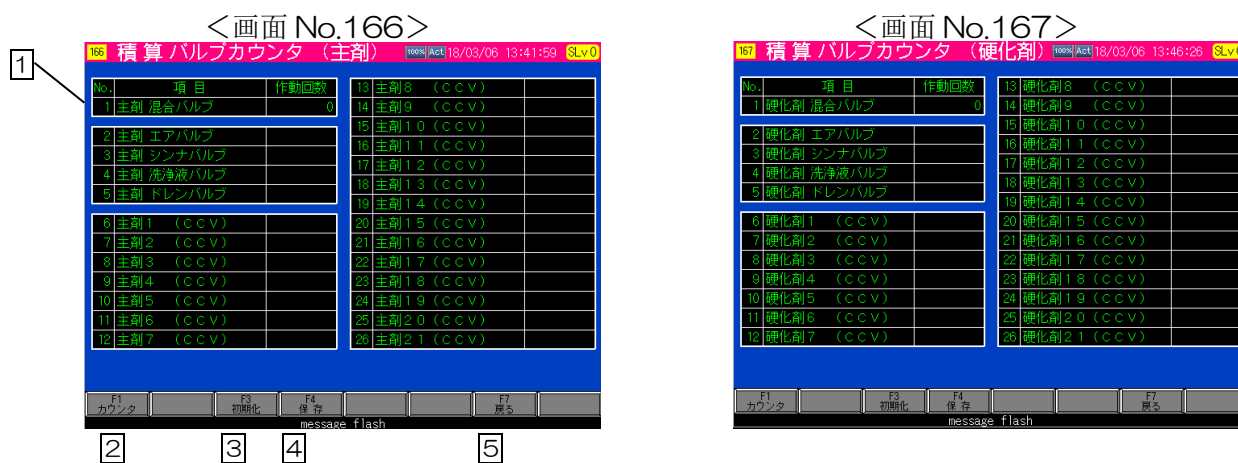 <画面 No.166>
1
166 積算 バルブカウンタ (主剤) 100% Act 18/03/06 13:41:59 SLv0
No. 項目 作動回数
1 主剤 混合バルブ 0
2 主剤 エアバルブ
3 主剤 シンナバルブ
4 主剤 洗浄液バルブ
5 主剤 ドレンバルブ
6 主剤1 (CCV)
7 主剤2 (CCV)
8 主剤3 (CCV)
9 主剤4 (CCV)
10 主剤5 (CCV)
11 主剤6 (CCV)
12 主剤7 (CCV)
13 主剤8 (CCV)
14 主剤9 (CCV)
15 主剤10 (CCV)
16 主剤11 (CCV)
17 主剤12 (CCV)
18 主剤13 (CCV)
19 主剤14 (CCV)
20 主剤15 (CCV)
21 主剤16 (CCV)
22 主剤17 (CCV)
23 主剤18 (CCV)
24 主剤19 (CCV)
25 主剤20 (CCV)
26 主剤21 (CCV)
F1 F3 F4 F7
カウンタ 初期化 保存 戻る
message flash
2 3 4 5
<画面 No.167>
167 積算 バルブカウンタ (硬化剤) 100% Act 18/03/06 13:46:26 SLv0
No. 項目 作動回数
1 硬化剤 混合バルブ 0
2 硬化剤 エアバルブ
3 硬化剤 シンナバルブ
4 硬化剤 洗浄液バルブ
5 硬化剤 ドレンバルブ
6 硬化剤1 (CCV)
7 硬化剤2 (CCV)
8 硬化剤3 (CCV)
9 硬化剤4 (CCV)
10 硬化剤5 (CCV)
11 硬化剤6 (CCV)
12 硬化剤7 (CCV)
13 硬化剤8 (CCV)
14 硬化剤9 (CCV)
15 硬化剤10 (CCV)
16 硬化剤11 (CCV)
17 硬化剤12 (CCV)
18 硬化剤13 (CCV)
19 硬化剤14 (CCV)
20 硬化剤15 (CCV)
21 硬化剤16 (CCV)
22 硬化剤17 (CCV)
23 硬化剤18 (CCV)
24 硬化剤19 (CCV)
25 硬化剤20 (CCV)
26 硬化剤21 (CCV)
F1 F3 F4 F7
カウンタ 初期化 保存 戻る
message flash